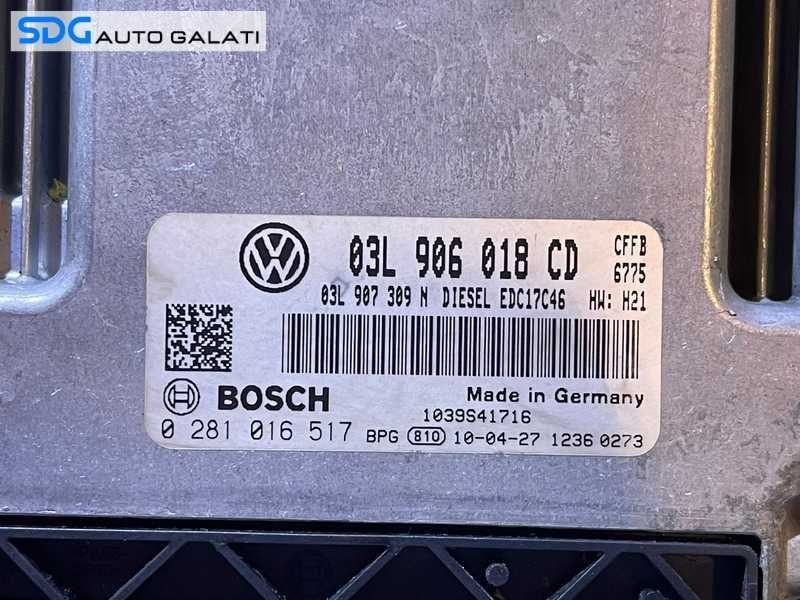 SDG AUTO GALATI
03L 906 018 CD CFFB
6775
03L 907 309 N DIESEL EDC17C46 HW: H21
BOSCH Made in Germany
1039S41716
0 281 016 517 BPG 810 10-04-27 1236 0273